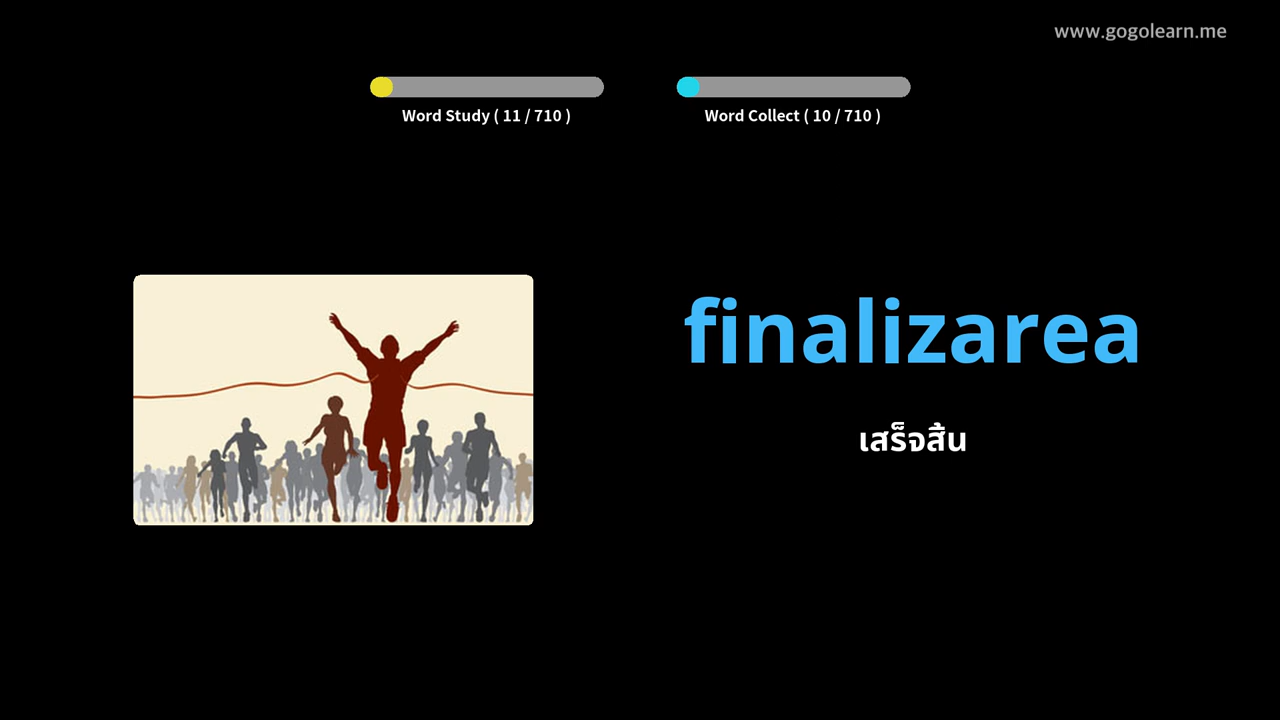 www.gogolearn.me
Word Study ( 11 / 710 )
Word Collect ( 10 / 710 )
finalizarea
เสร็จสิ้น